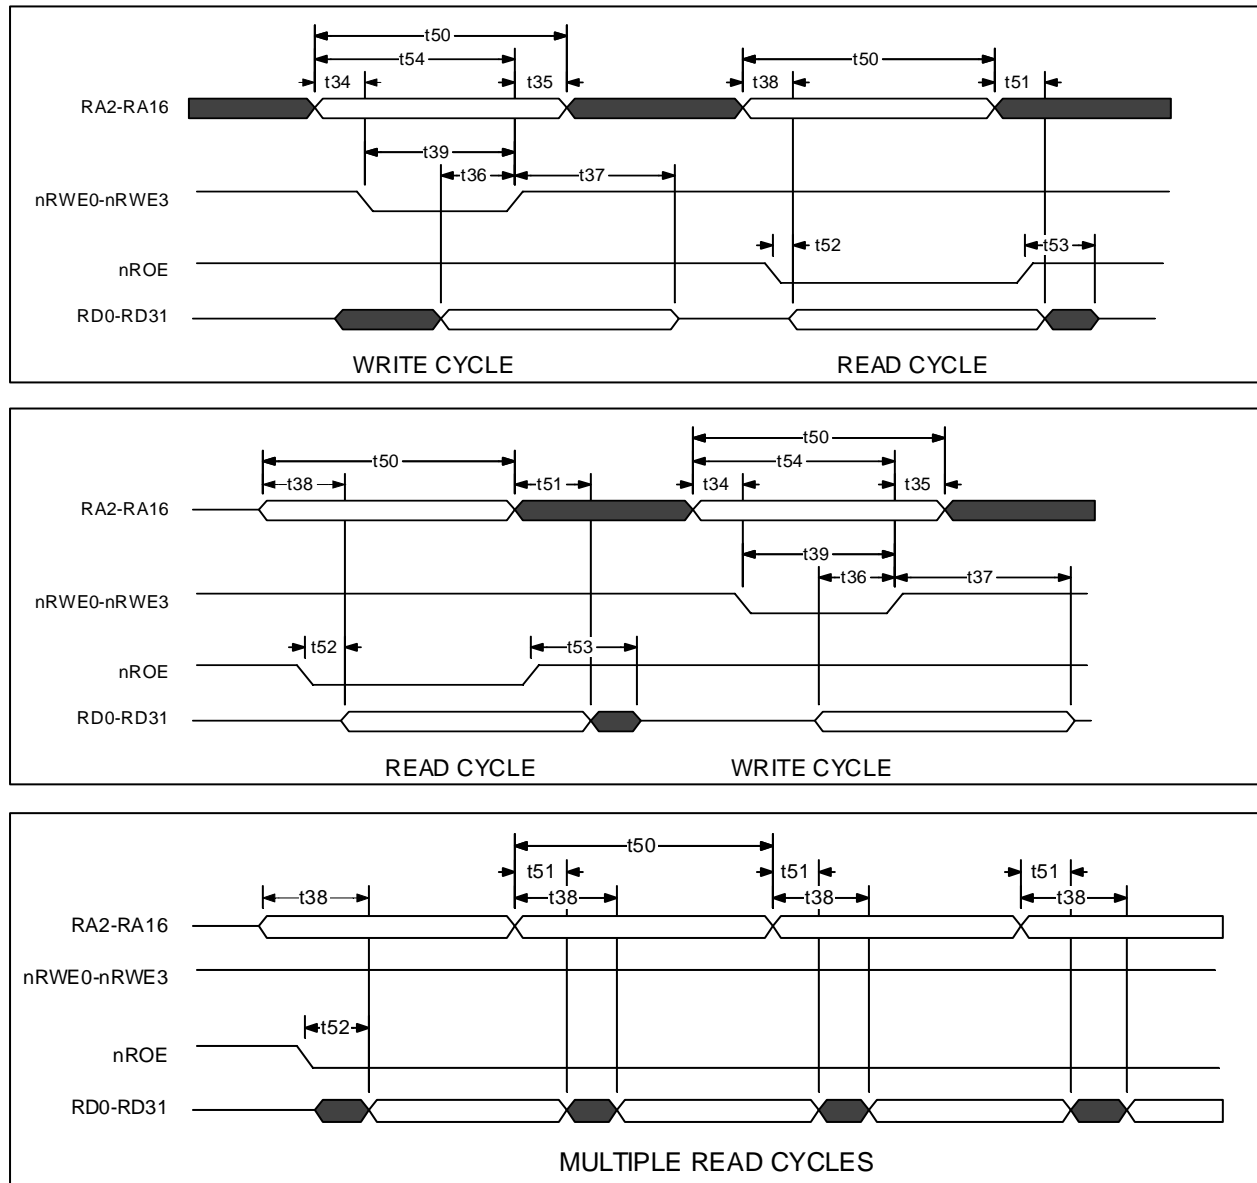 t50
t54 t50
t34 t35 t38 t51
RA2-RA16
t39
t36 t37
nRWE0-nRWE3
t52 t53
nROE
RD0-RD31
WRITE CYCLE READ CYCLE
t50
t50 t54
t38 t51 t34 t35
RA2-RA16
t39
t36 t37
nRWE0-nRWE3
t52 t53
nROE
RD0-RD31
READ CYCLE WRITE CYCLE
t50
t51 t51 t51
t38 t38 t38 t38
RA2-RA16
nRWE0-nRWE3
t52
nROE
RD0-RD31
MULTIPLE READ CYCLES